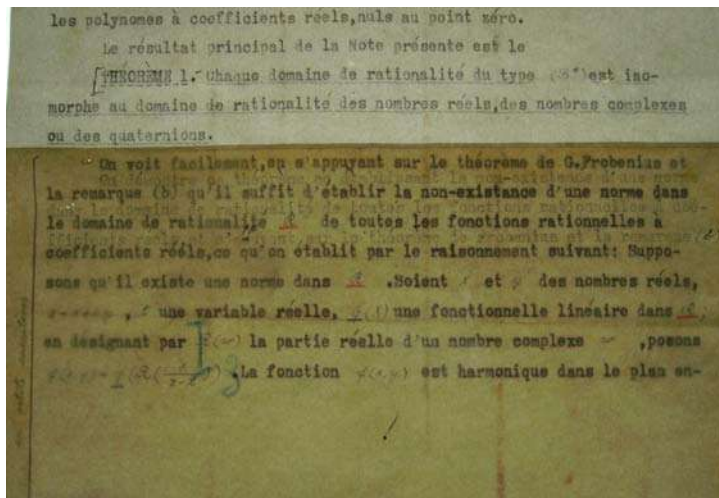 les polynomes à coefficients réels,nuls au point zéro.
Le résultat principal de la Note présente est le
THÉORÈME 1. Chaque domaine de rationalité du type est iso-
morphe au domaine de rationalité des nombres réels,des nombres complexes
ou des quaternions.
On voit facilement,en s'appuyant sur le théorème de G.Frobenius et
la remarque (b) qu'il suffit d'établir la non-existance d'une norme dans
le domaine de rationalité R de toutes les fonctions rationnelles à
coefficients réels,ce qu'on établit par le raisonnement suivant: Suppo-
sons qu'il existe une norme dans R .Soient et y des nombres réels,
, une variable réelle, une fonctionnelle linéaire dans R ;
en désignant par la partie réelle d'un nombre complexe ,posons
.La fonction est harmonique dans le plan en-